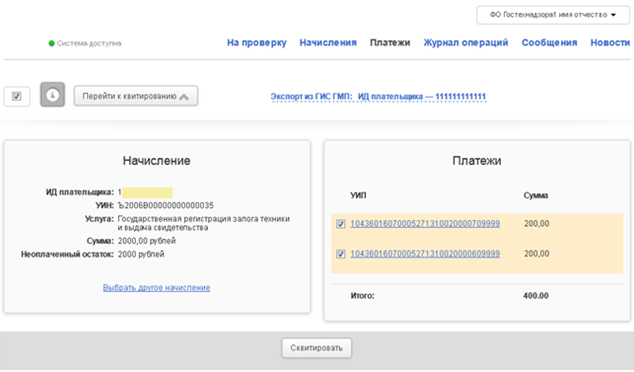 ФО Гостехнадзора1 имя отчество
Система доступна
На проверку Начисления Платежи Журнал операций Сообщения Новости
Перейти к квитированию
Экспорт из ГИС ГМП: ИД плательщика — 111111111111
Начисление
ИД плательщика: 1
УИН: Ъ2006B00000000000035
Услуга: Государственная регистрация залога техники
и выдача свидетельства
Сумма: 2000,00 рублей
Неоплаченный остаток: 2000 рублей
Выбрать другое начисление
Платежи
УИП Сумма
10436016070005271310020000709999 200,00
10436016070005271310020000609999 200,00
Итого: 400.00
Сквитировать